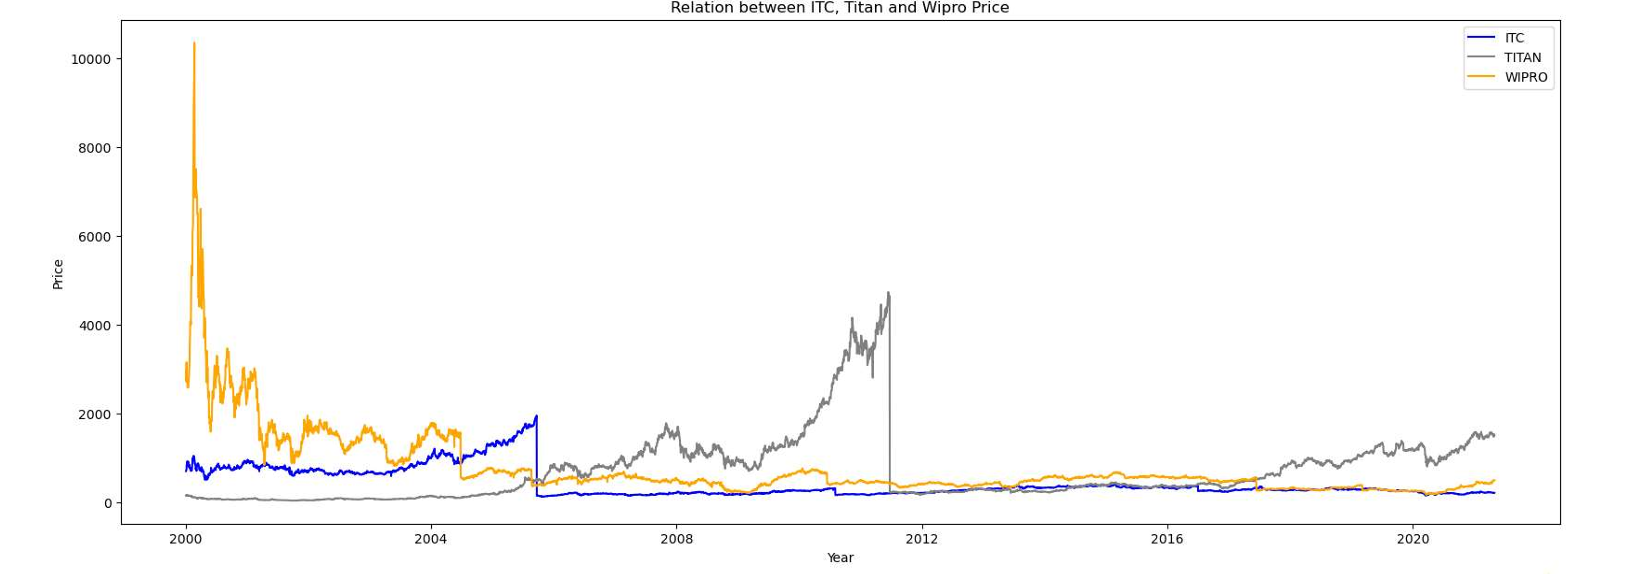 Relation between ITC, Titan and Wipro Price
ITC
TITAN
WIPRO
10000
8000
6000
4000
2000
0
Price
2000 2004 2008 2012 2016 2020
Year